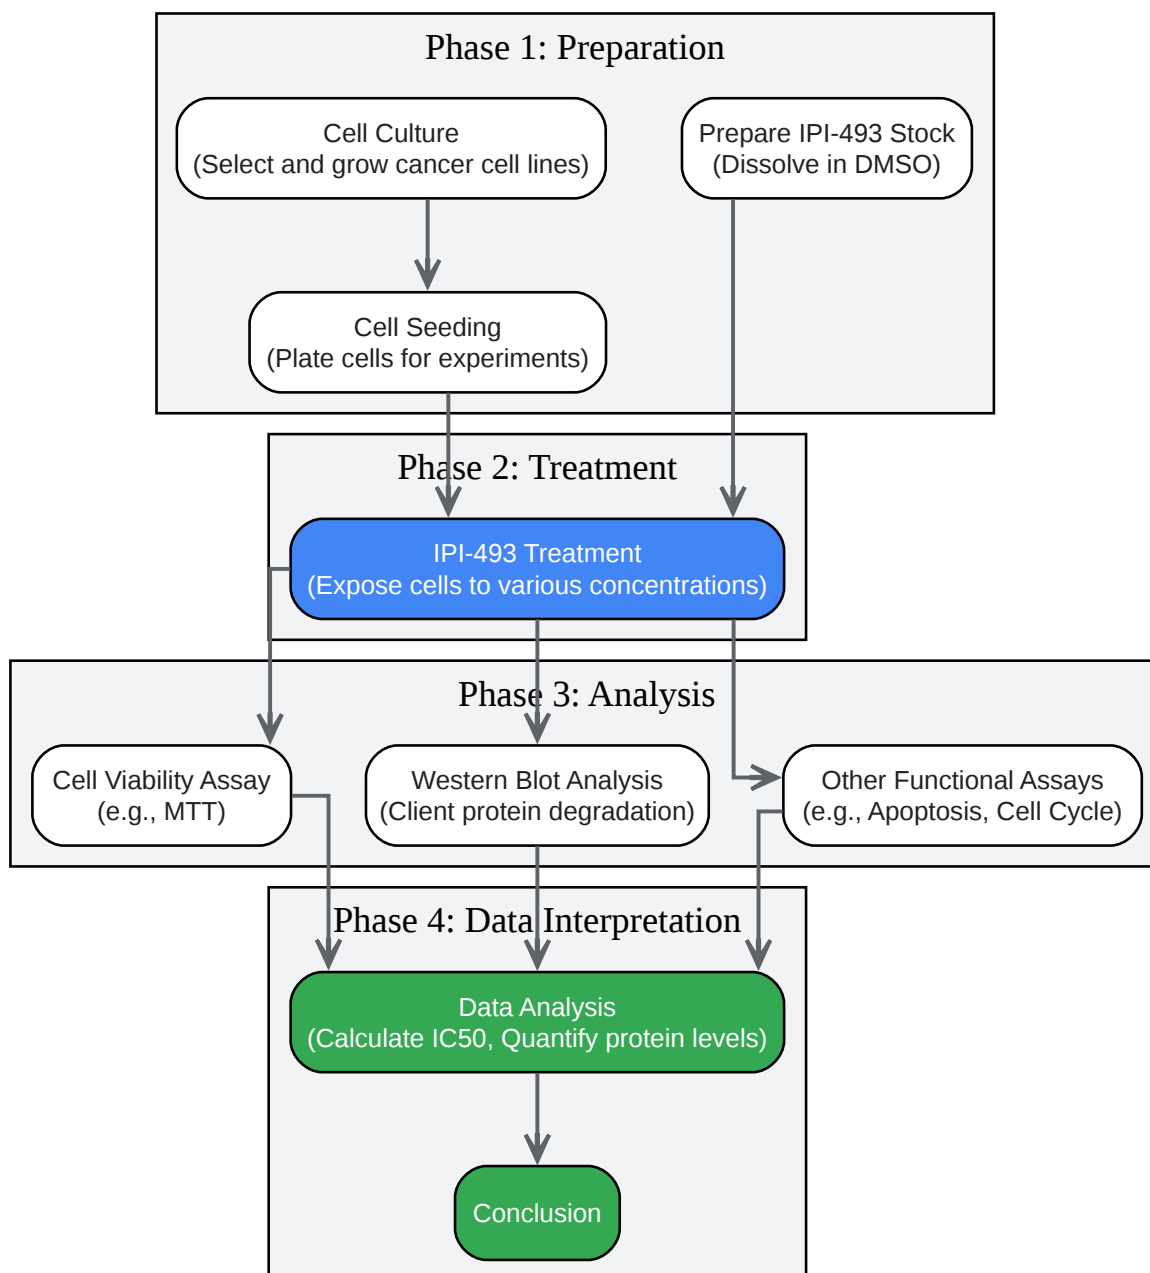 Phase 1: Preparation
Cell Culture
(Select and grow cancer cell lines)
Prepare IPI-493 Stock
(Dissolve in DMSO)
Cell Seeding
(Plate cells for experiments)
Phase 2: Treatment
IPI-493 Treatment
(Expose cells to various concentrations)
Phase 3: Analysis
Cell Viability Assay
(e.g., MTT)
Western Blot Analysis
(Client protein degradation)
Other Functional Assays
(e.g., Apoptosis, Cell Cycle)
Phase 4: Data Interpretation
Data Analysis
(Calculate IC50, Quantify protein levels)
Conclusion